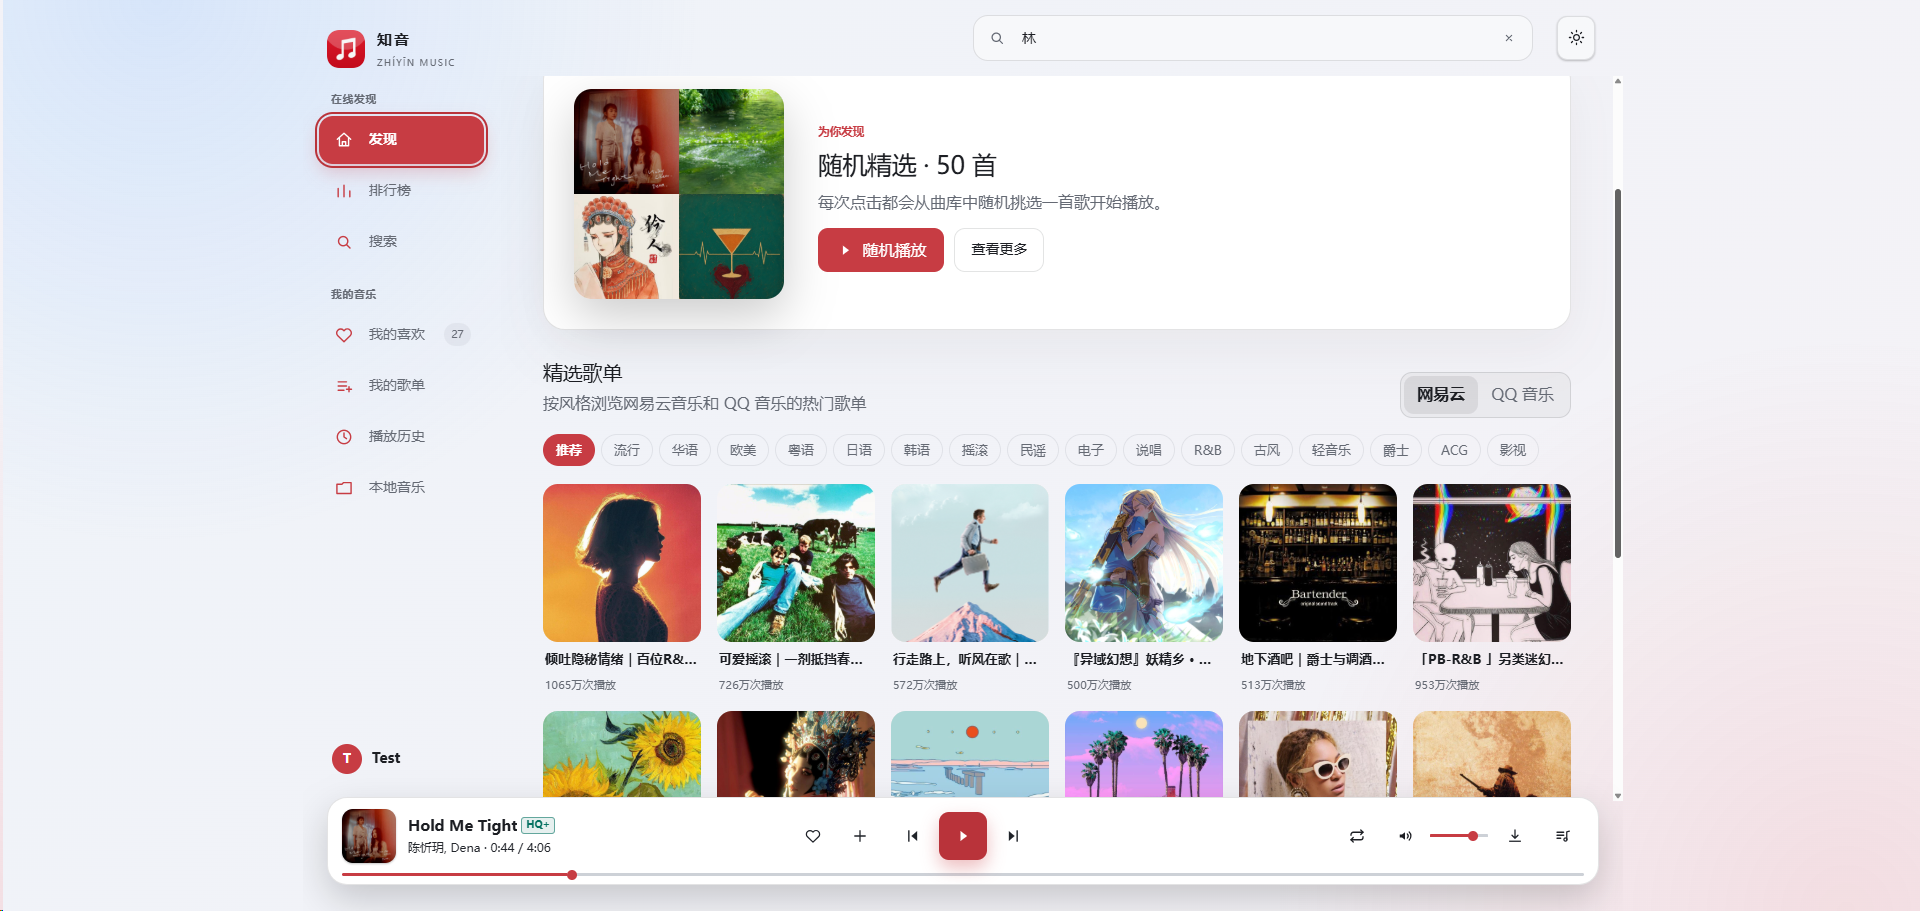 知音
ZHĪYĪN MUSIC
林
在线发现
发现
排行榜
搜索
我的音乐
我的喜欢 27
我的歌单
播放历史
本地音乐
T Test
Hold Me Tight
伶人
为你发现
随机精选 · 50 首
每次点击都会从曲库中随机挑选一首歌开始播放。
随机播放 查看更多
精选歌单
按风格浏览网易云音乐和 QQ 音乐的热门歌单
网易云 QQ 音乐
推荐 流行 华语 欧美 粤语 日语 韩语 摇滚 民谣 电子 说唱 R&B 古风 轻音乐 爵士 ACG 影视
Bartender
original sound track
倾吐隐秘情绪 | 百位R&...
1065万次播放
可爱摇滚 | 一剂抵挡春...
726万次播放
行走路上，听风在歌 | ...
572万次播放
『异域幻想』妖精乡 • ...
500万次播放
地下酒吧 | 爵士与调酒...
513万次播放
「PB-R&B 」另类迷幻...
953万次播放
Hold Me Tight HQ+
陈忻玥, Dena · 0:44 / 4:06